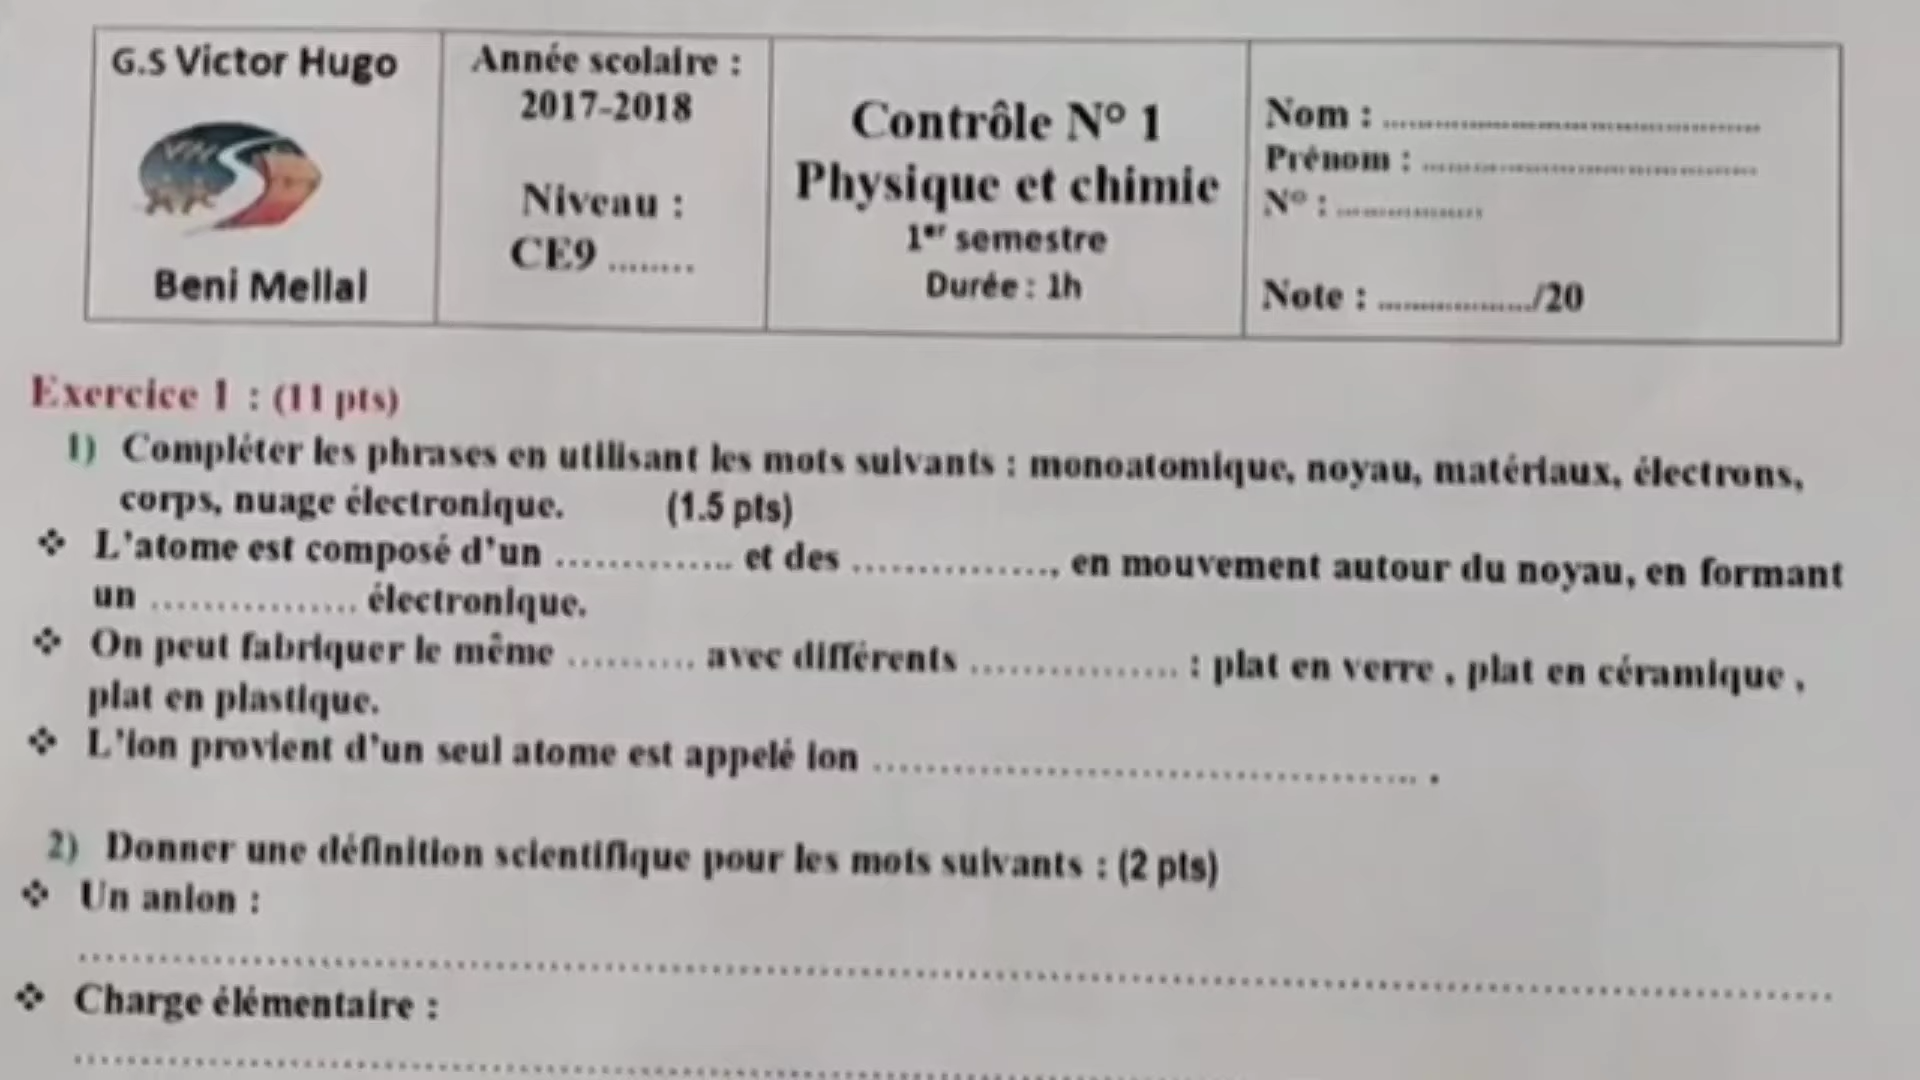 G.S Victor Hugo
VH
Beni Mellal
Année scolaire :
2017-2018
Niveau :
CE9 ........
Contrôle N° 1
Physique et chimie
1er semestre
Durée : 1h
Nom : ..........................................
Prénom : ......................................
N° : .................
Note : .................../20
Exercice 1 : (11 pts)
1) Compléter les phrases en utilisant les mots suivants : monoatomique, noyau, matériaux, électrons,
corps, nuage électronique. (1.5 pts)
❖ L'atome est composé d'un .............. et des ................, en mouvement autour du noyau, en formant
un ................ électronique.
❖ On peut fabriquer le même .......... avec différents ................ : plat en verre , plat en céramique ,
plat en plastique.
❖ L'ion provient d'un seul atome est appelé ion .......................................... .
2) Donner une définition scientifique pour les mots suivants : (2 pts)
❖ Un anion :
................................................................................
❖ Charge élémentaire :
................................................................................